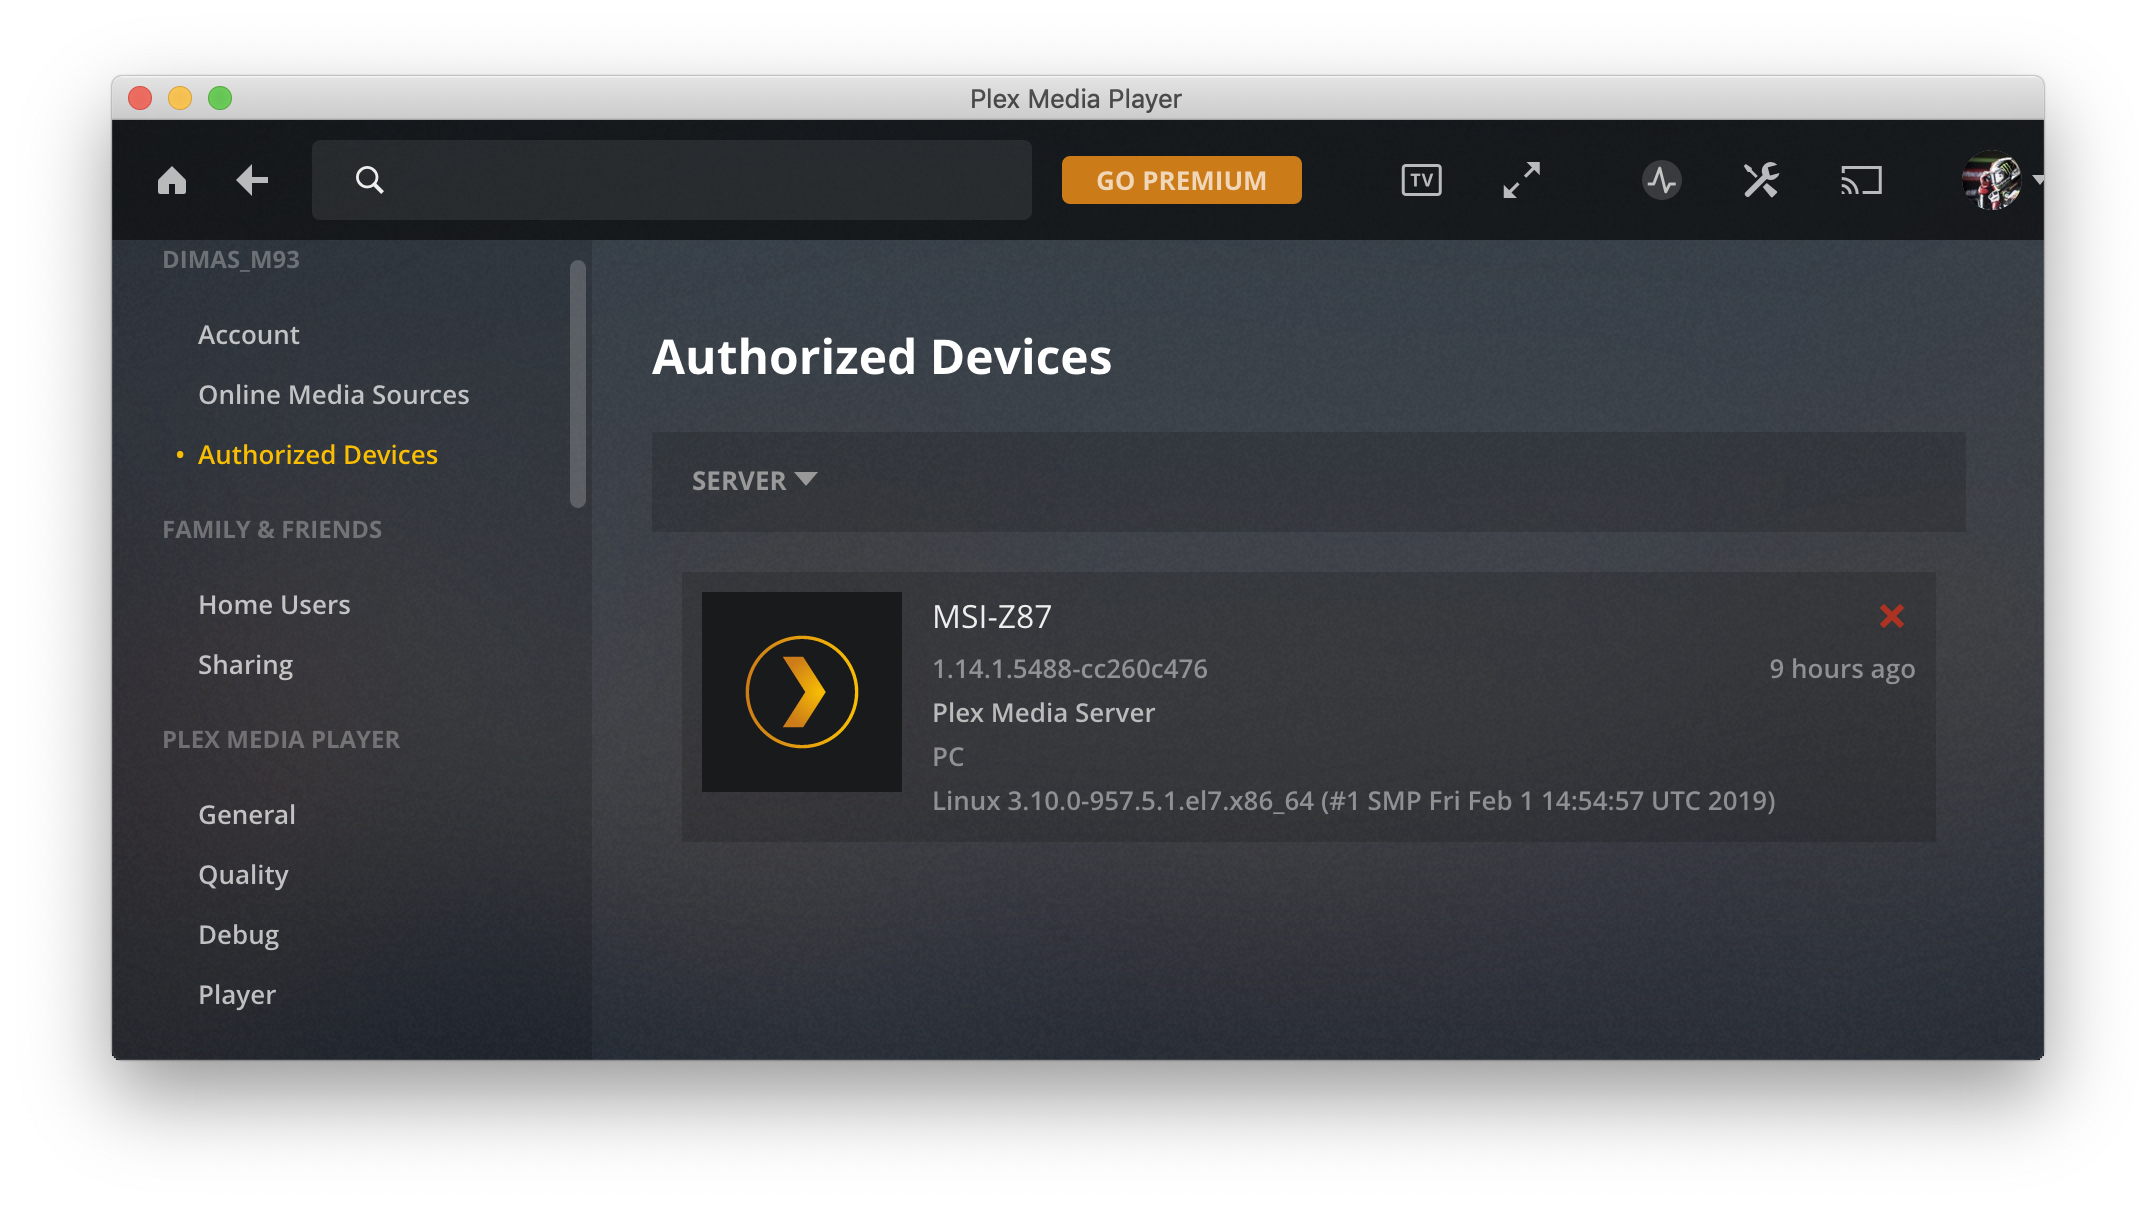 Plex Media Player
GO PREMIUM
TV
DIMAS_M93
Account
Online Media Sources
• Authorized Devices
FAMILY & FRIENDS
Home Users
Sharing
PLEX MEDIA PLAYER
General
Quality
Debug
Player
Authorized Devices
SERVER
MSI-Z87
1.14.1.5488-cc260c476
9 hours ago
Plex Media Server
PC
Linux 3.10.0-957.5.1.el7.x86_64 (#1 SMP Fri Feb 1 14:54:57 UTC 2019)